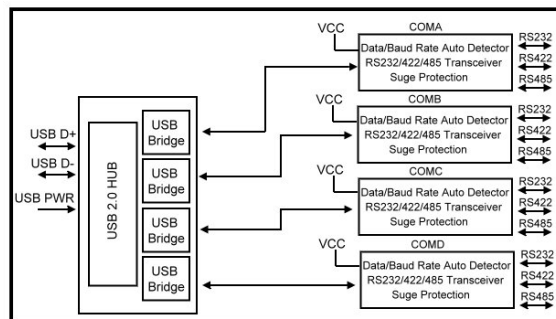 USB D+
USB D-
USB PWR
USB 2.0 HUB
USB
Bridge
USB
Bridge
USB
Bridge
USB
Bridge
VCC
COMA
Data/Baud Rate Auto Detector
RS232/422/485 Transceiver
Suge Protection
RS232
RS422
RS485
VCC
COMB
Data/Baud Rate Auto Detector
RS232/422/485 Transceiver
Suge Protection
RS232
RS422
RS485
VCC
COMC
Data/Baud Rate Auto Detector
RS232/422/485 Transceiver
Suge Protection
RS232
RS422
RS485
VCC
COMD
Data/Baud Rate Auto Detector
RS232/422/485 Transceiver
Suge Protection
RS232
RS422
RS485